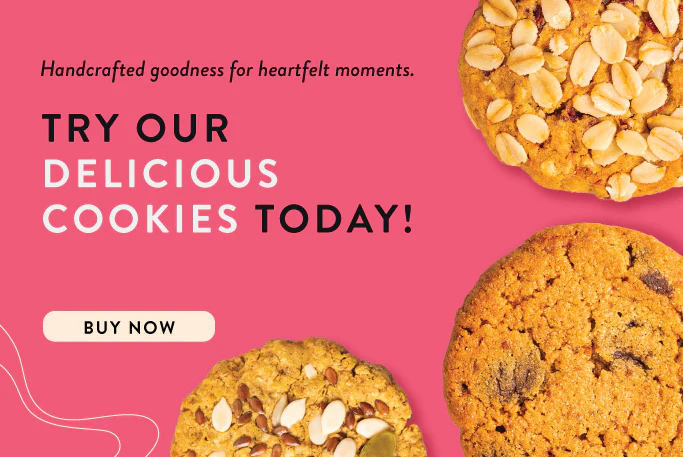 Handcrafted goodness for heartfelt moments.
TRY OUR
DELICIOUS
COOKIES TODAY!
BUY NOW